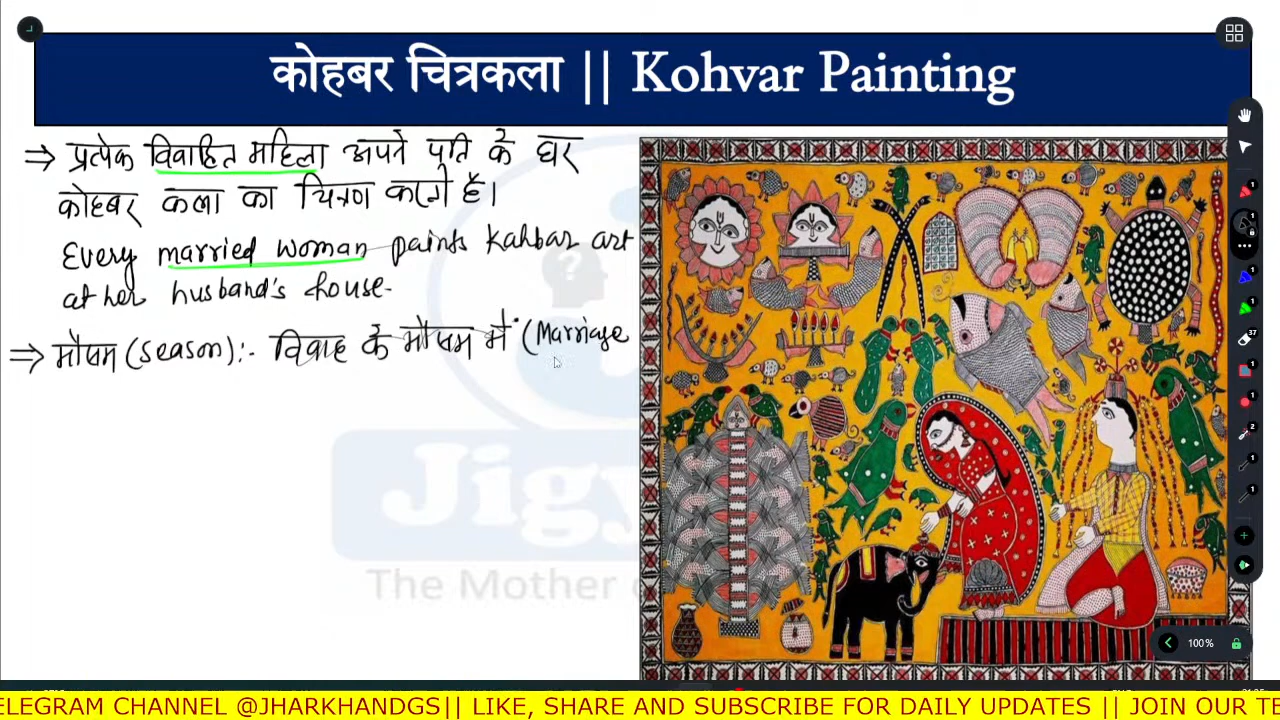 कोहबर चित्रकला || Kohvar Painting
⇒ प्रत्येक विवाहित महिला अपने पति के घर
कोहबर कला का चित्रण करती है।
Every married woman paints Kahbar art
at her husband's house.
⇒ मौसम (season):- विवाह के मौसम में (Marriage
Jigy
The Mother o
100%
ELEGRAM CHANNEL @JHARKHANDGS|| LIKE, SHARE AND SUBSCRIBE FOR DAILY UPDATES || JOIN OUR TE